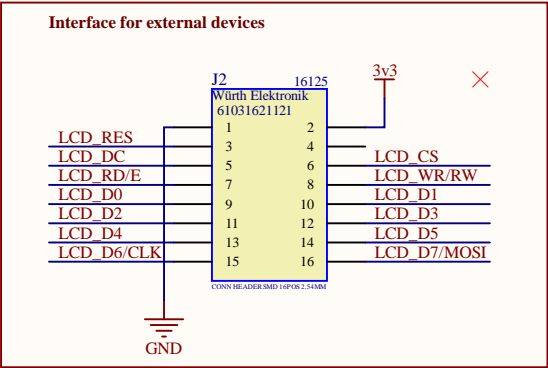 Interface for external devices
J2 16125 3v3
Würth Elektronik
61031621121
1 2
LCD_RES 3 4
LCD_DC 5 6 LCD_CS
LCD_RD/E 7 8 LCD_WR/RW
LCD_D0 9 10 LCD_D1
LCD_D2 11 12 LCD_D3
LCD_D4 13 14 LCD_D5
LCD_D6/CLK 15 16 LCD_D7/MOSI
CONN HEADER SMD 16POS 2.54MM
GND